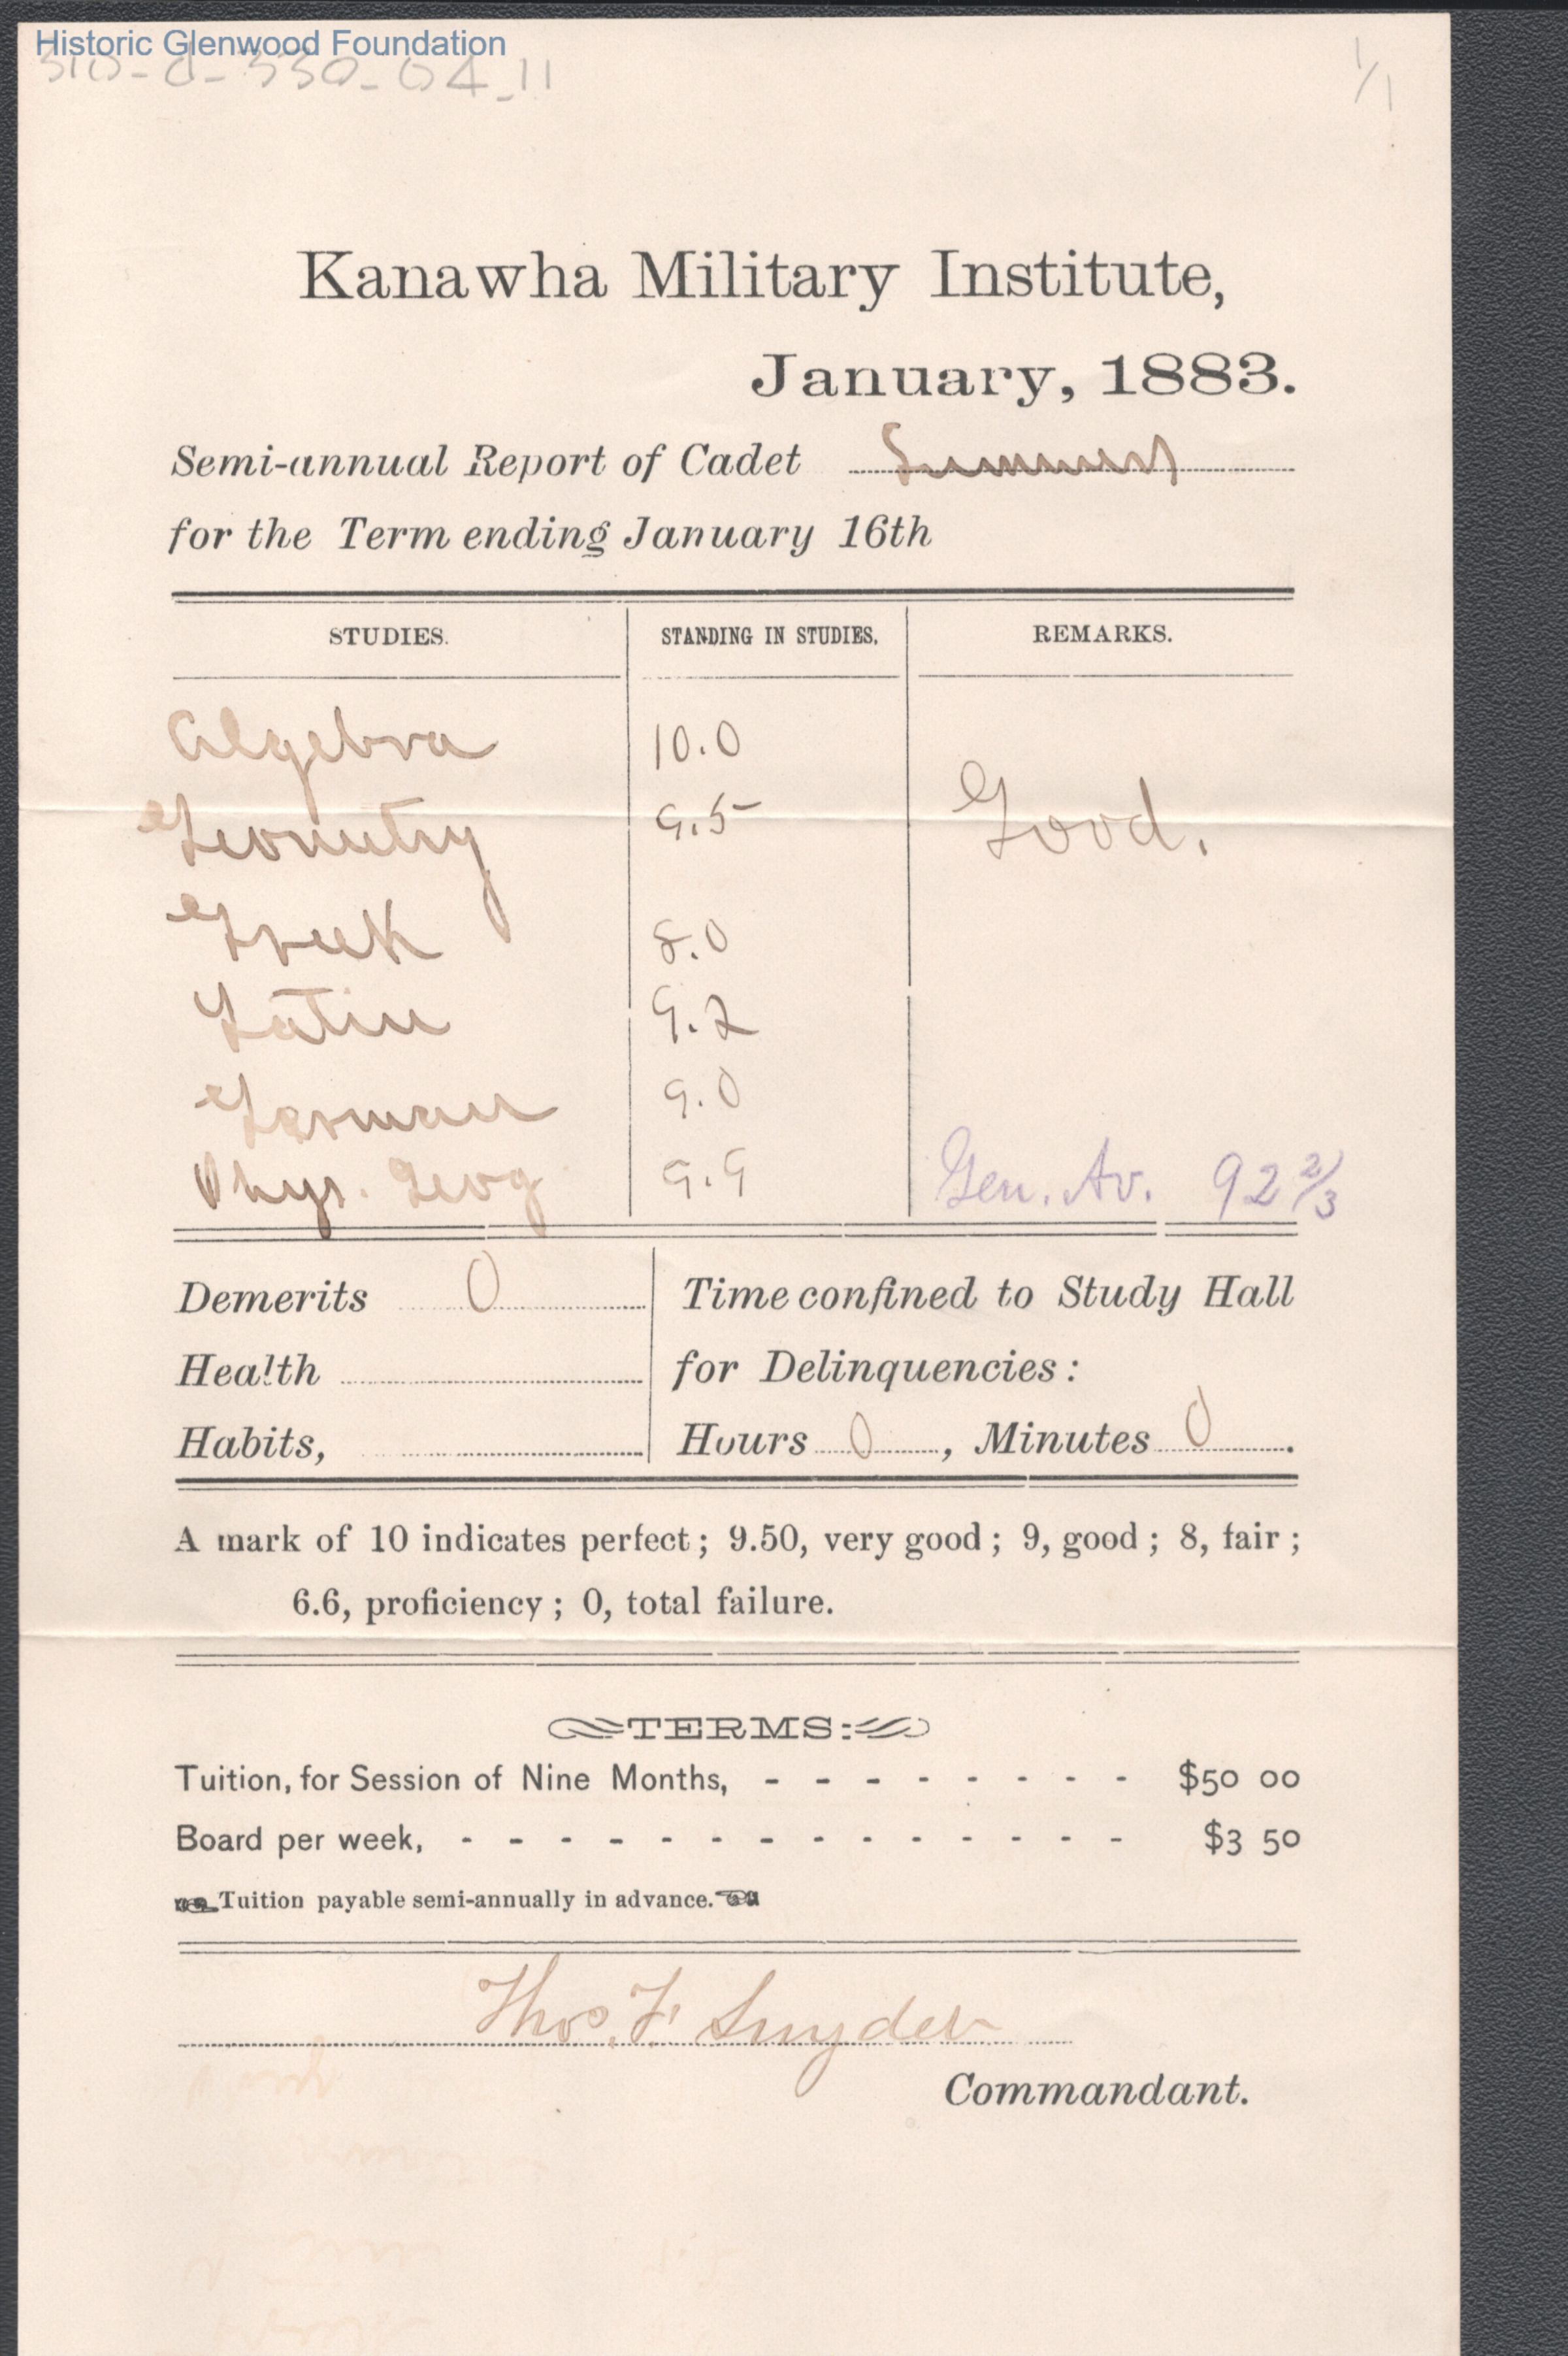 Historic Glenwood Foundation
1/1
Kanawha Military Institute,
January, 1883.
Semi-annual Report of Cadet Summers
for the Term ending January 16th
STUDIES. STANDING IN STUDIES. REMARKS.
Algebra 10.0
Geometry 9.5 Good.
Greek 8.0
Latin 9.2
German 9.0
Phys. Geog 9.9 Gen. Av. 92 2/3
Demerits 0 Time confined to Study Hall
Health for Delinquencies:
Habits, Hours 0, Minutes 0.
A mark of 10 indicates perfect; 9.50, very good; 9, good; 8, fair;
6.6, proficiency; 0, total failure.
TERMS:
Tuition, for Session of Nine Months, - - - - - - - - $50 00
Board per week, - - - - - - - - - - - - - - $3 50
Tuition payable semi-annually in advance.
Thos. F. Snyder
Commandant.